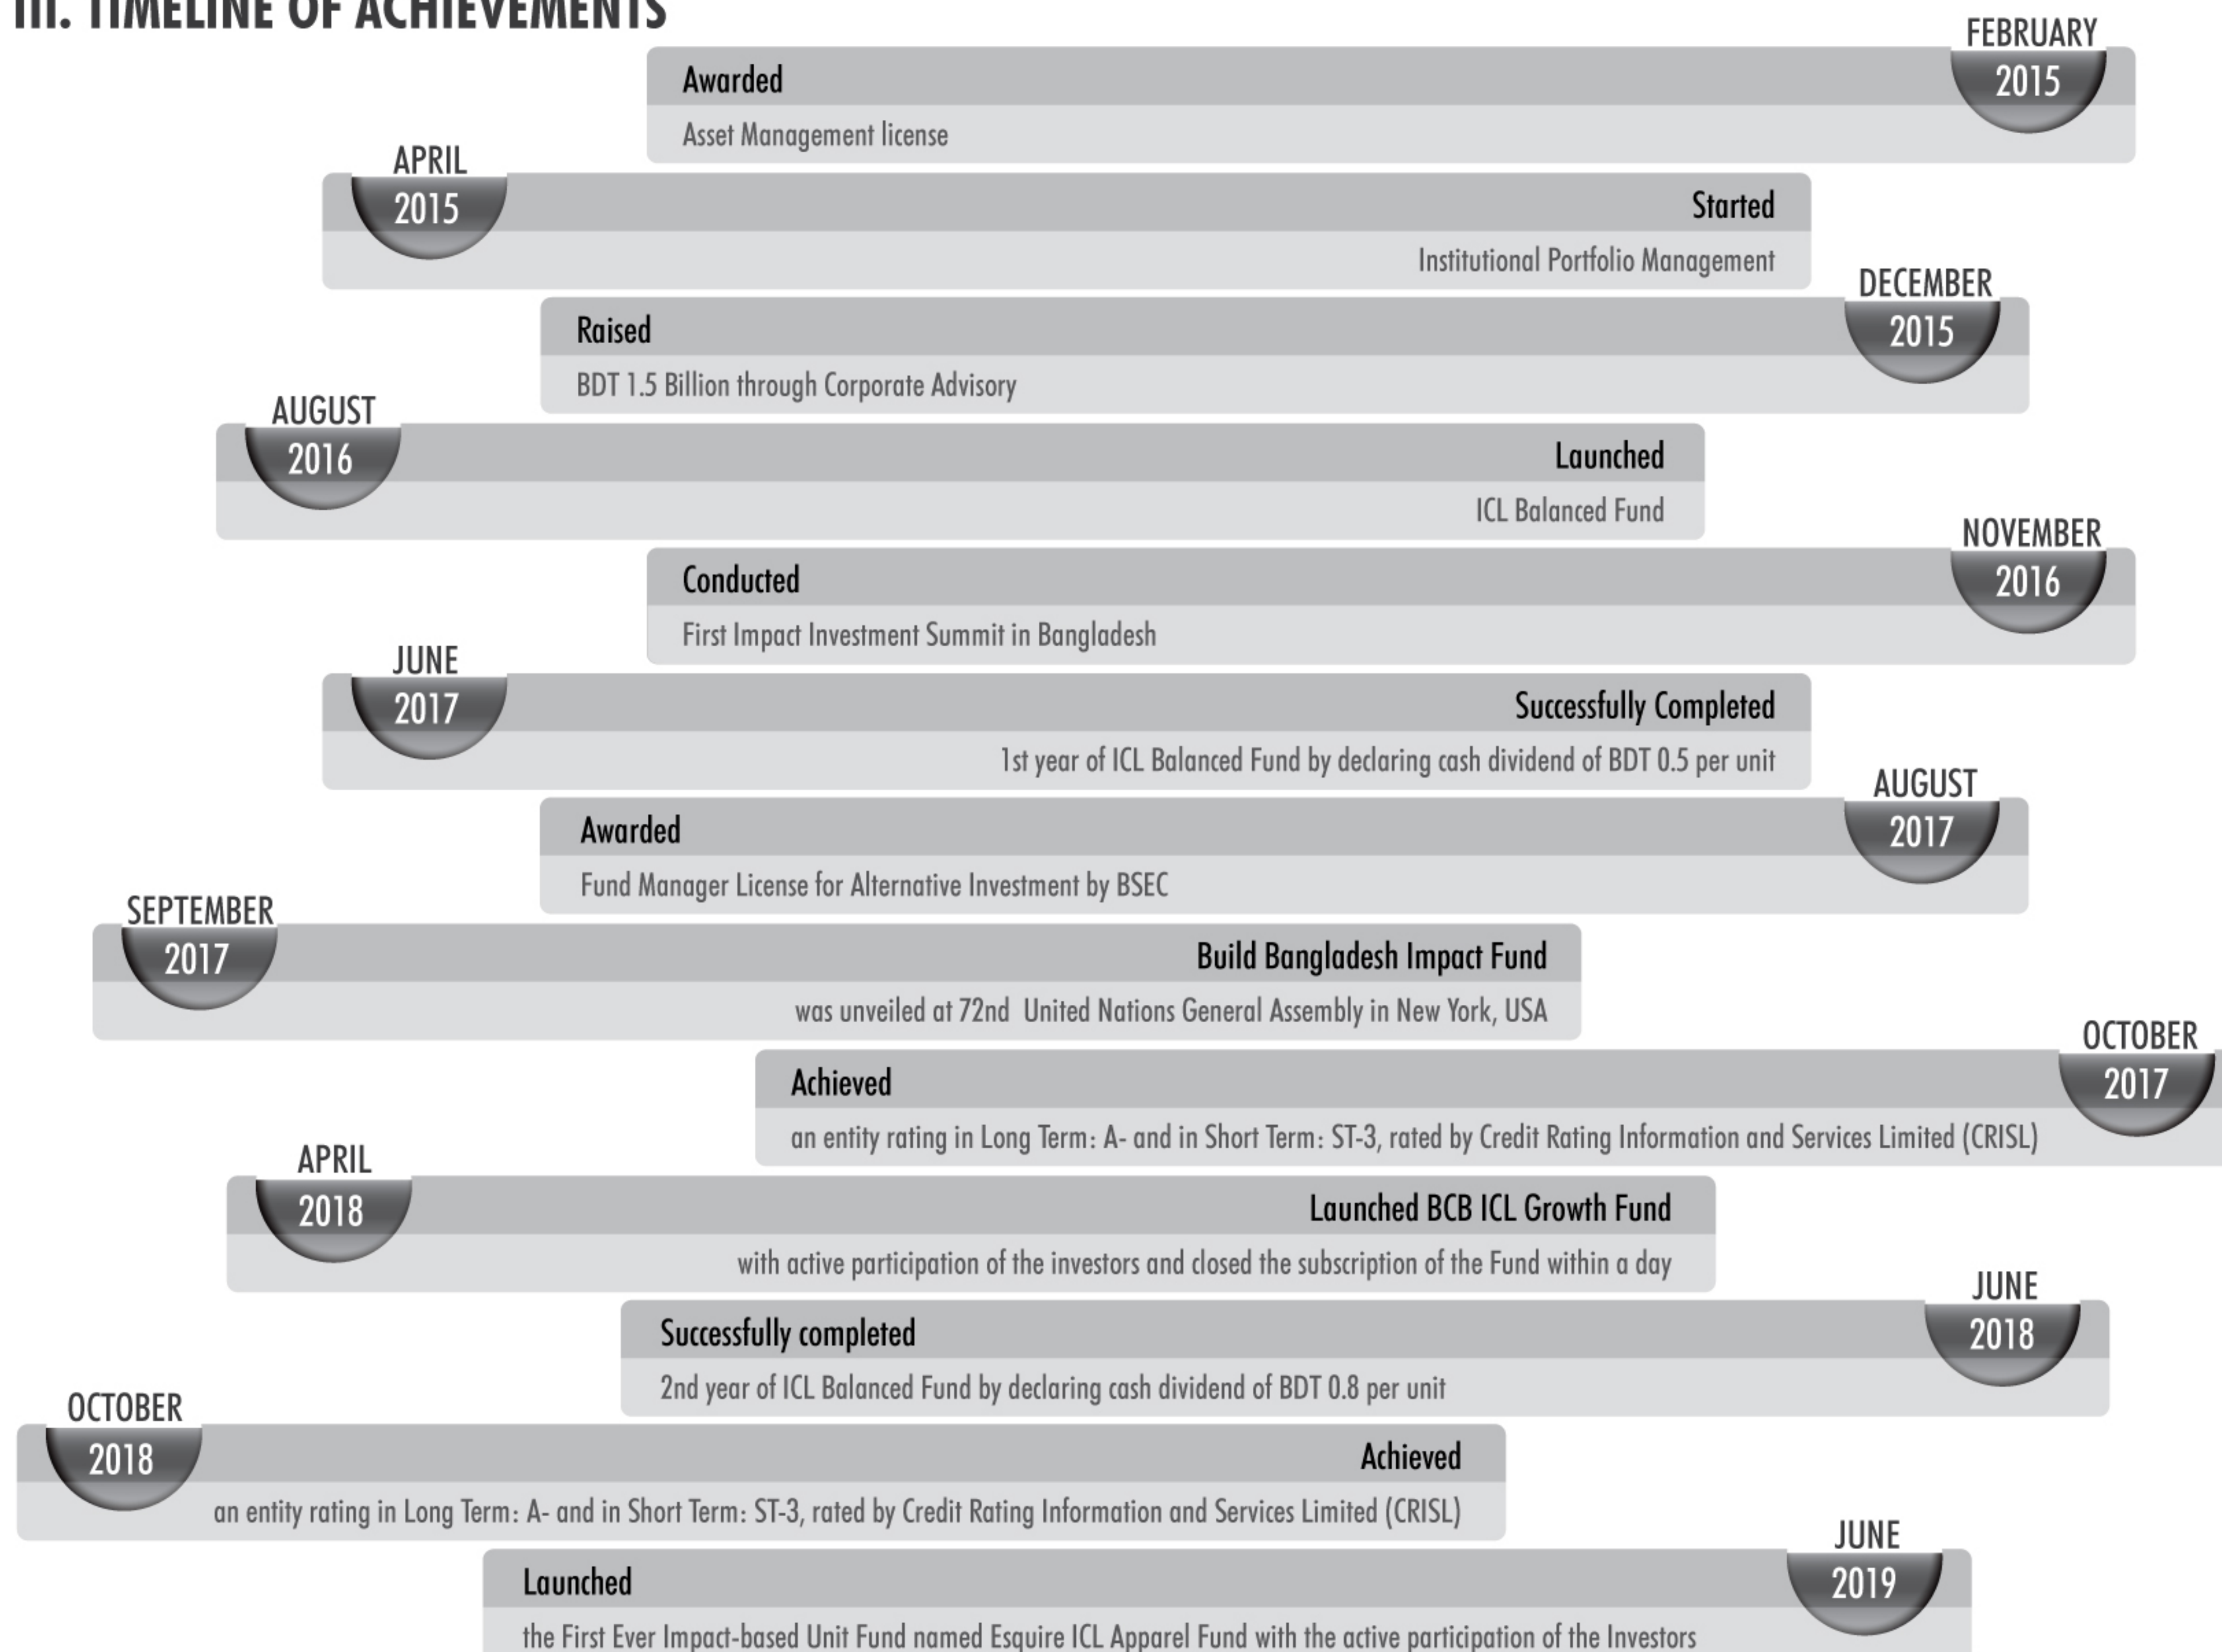 III. TIMELINE OF ACHIEVEMENTS
FEBRUARY
2015
Awarded
Asset Management license
APRIL
2015
Started
Institutional Portfolio Management
DECEMBER
2015
Raised
BDT 1.5 Billion through Corporate Advisory
AUGUST
2016
Launched
ICL Balanced Fund
NOVEMBER
2016
Conducted
First Impact Investment Summit in Bangladesh
JUNE
2017
Successfully Completed
1st year of ICL Balanced Fund by declaring cash dividend of BDT 0.5 per unit
AUGUST
2017
Awarded
Fund Manager License for Alternative Investment by BSEC
SEPTEMBER
2017
Build Bangladesh Impact Fund
was unveiled at 72nd United Nations General Assembly in New York, USA
OCTOBER
2017
Achieved
an entity rating in Long Term: A- and in Short Term: ST-3, rated by Credit Rating Information and Services Limited (CRISL)
APRIL
2018
Launched BCB ICL Growth Fund
with active participation of the investors and closed the subscription of the Fund within a day
JUNE
2018
Successfully completed
2nd year of ICL Balanced Fund by declaring cash dividend of BDT 0.8 per unit
OCTOBER
2018
Achieved
an entity rating in Long Term: A- and in Short Term: ST-3, rated by Credit Rating Information and Services Limited (CRISL)
JUNE
2019
Launched
the First Ever Impact-based Unit Fund named Esquire ICL Apparel Fund with the active participation of the Investors